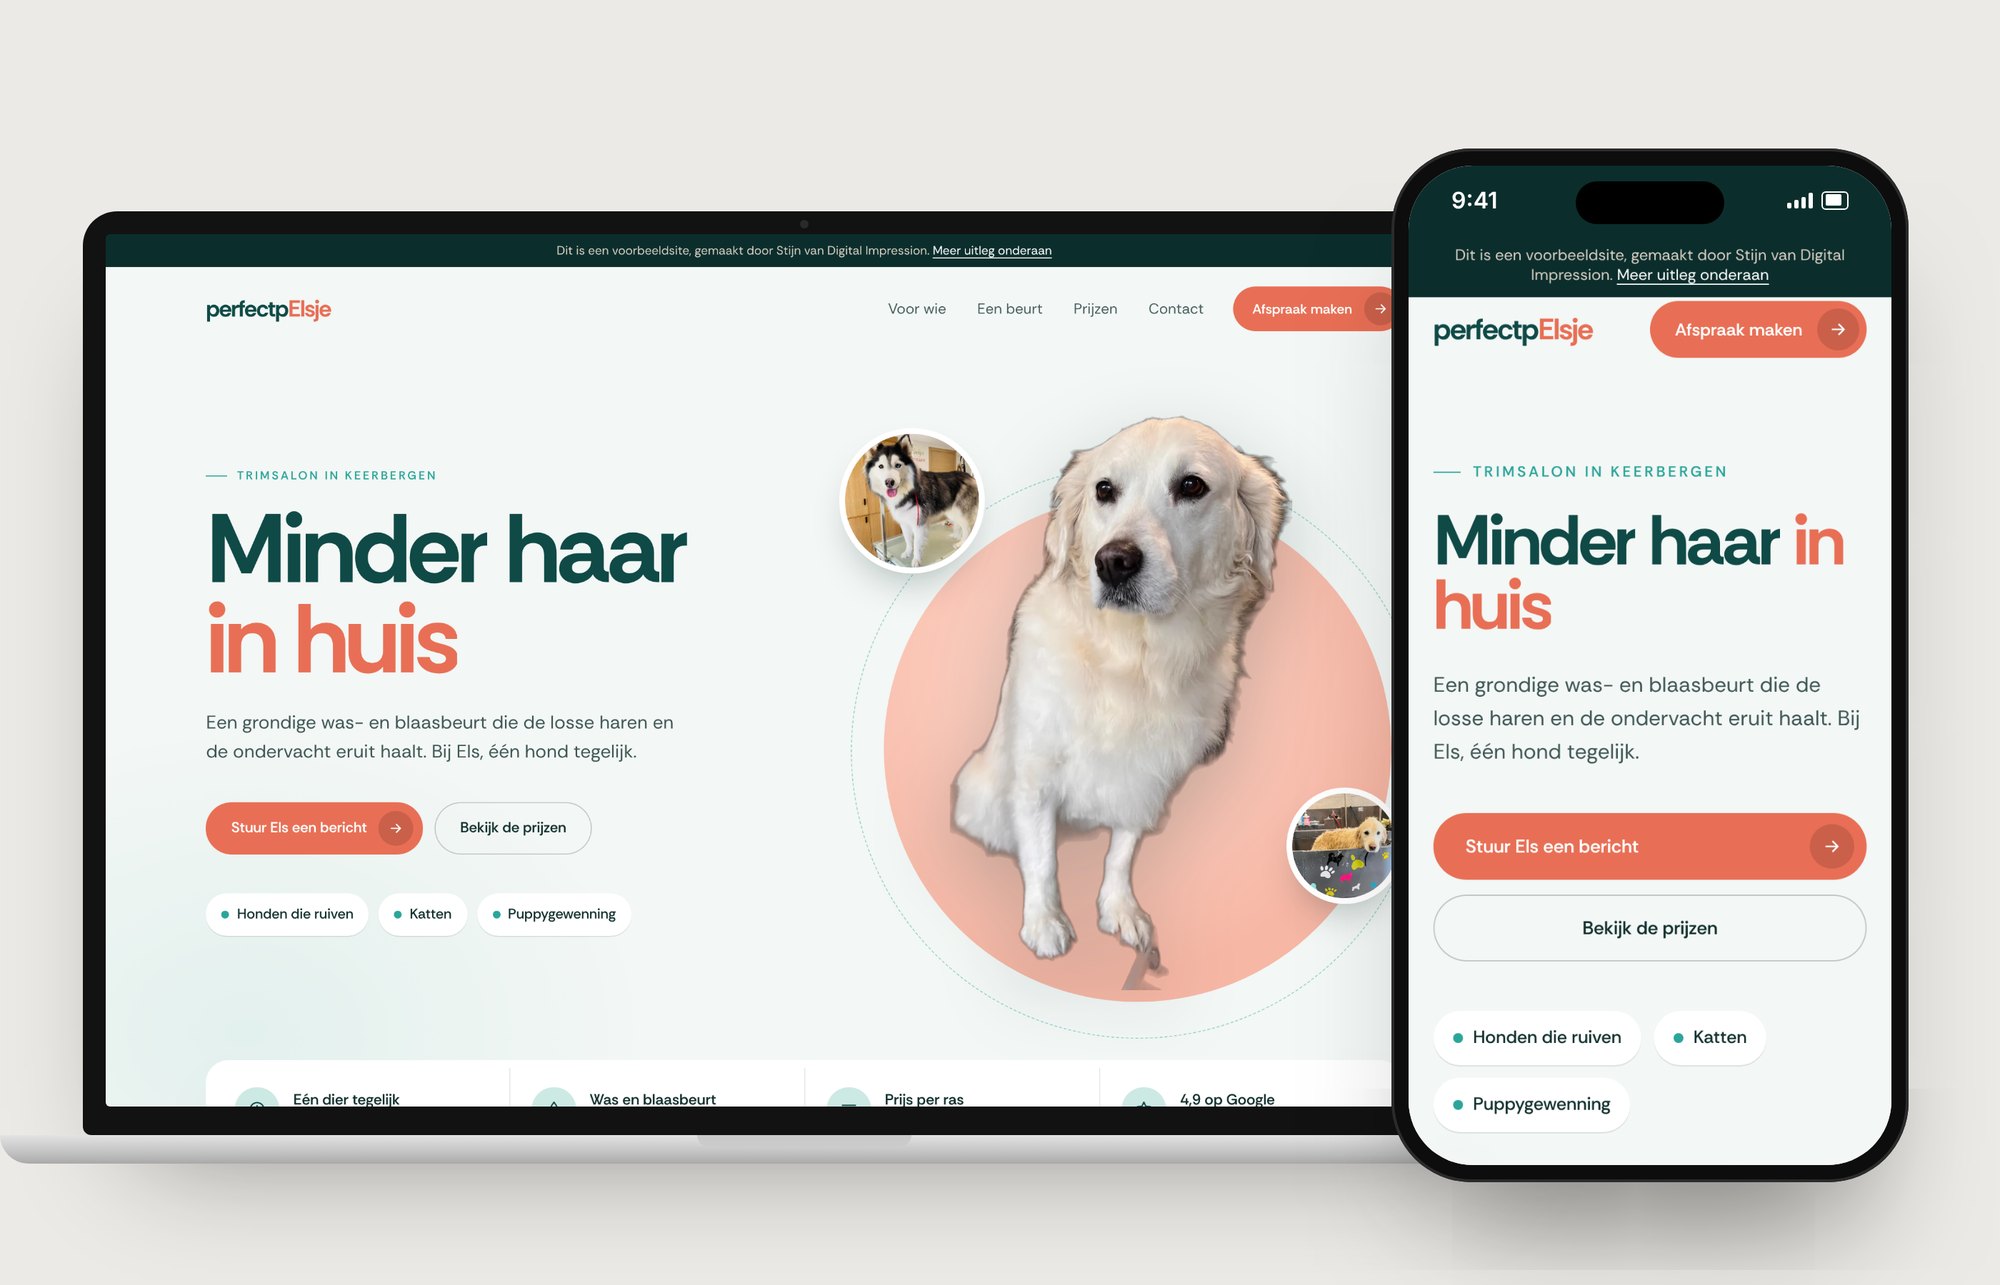 Dit is een voorbeeldsite, gemaakt door Stijn van Digital Impression. Meer uitleg onderaan
perfectpElsje
Voor wie
Een beurt
Prijzen
Contact
Afspraak maken
TRIMSALON IN KEERBERGEN
Minder haar
in huis
Een grondige was- en blaasbeurt die de losse haren en
de ondervacht eruit haalt. Bij Els, één hond tegelijk.
Stuur Els een bericht
Bekijk de prijzen
Honden die ruiven
Katten
Puppygewenning
Eén dier tegelijk
Was en blaasbeurt
Prijs per ras
4,9 op Google
9:41
Dit is een voorbeeldsite, gemaakt door Stijn van Digital
Impression. Meer uitleg onderaan
perfectpElsje
Afspraak maken
TRIMSALON IN KEERBERGEN
Minder haar in
huis
Een grondige was- en blaasbeurt die de
losse haren en de ondervacht eruit haalt. Bij
Els, één hond tegelijk.
Stuur Els een bericht
Bekijk de prijzen
Honden die ruiven
Katten
Puppygewenning